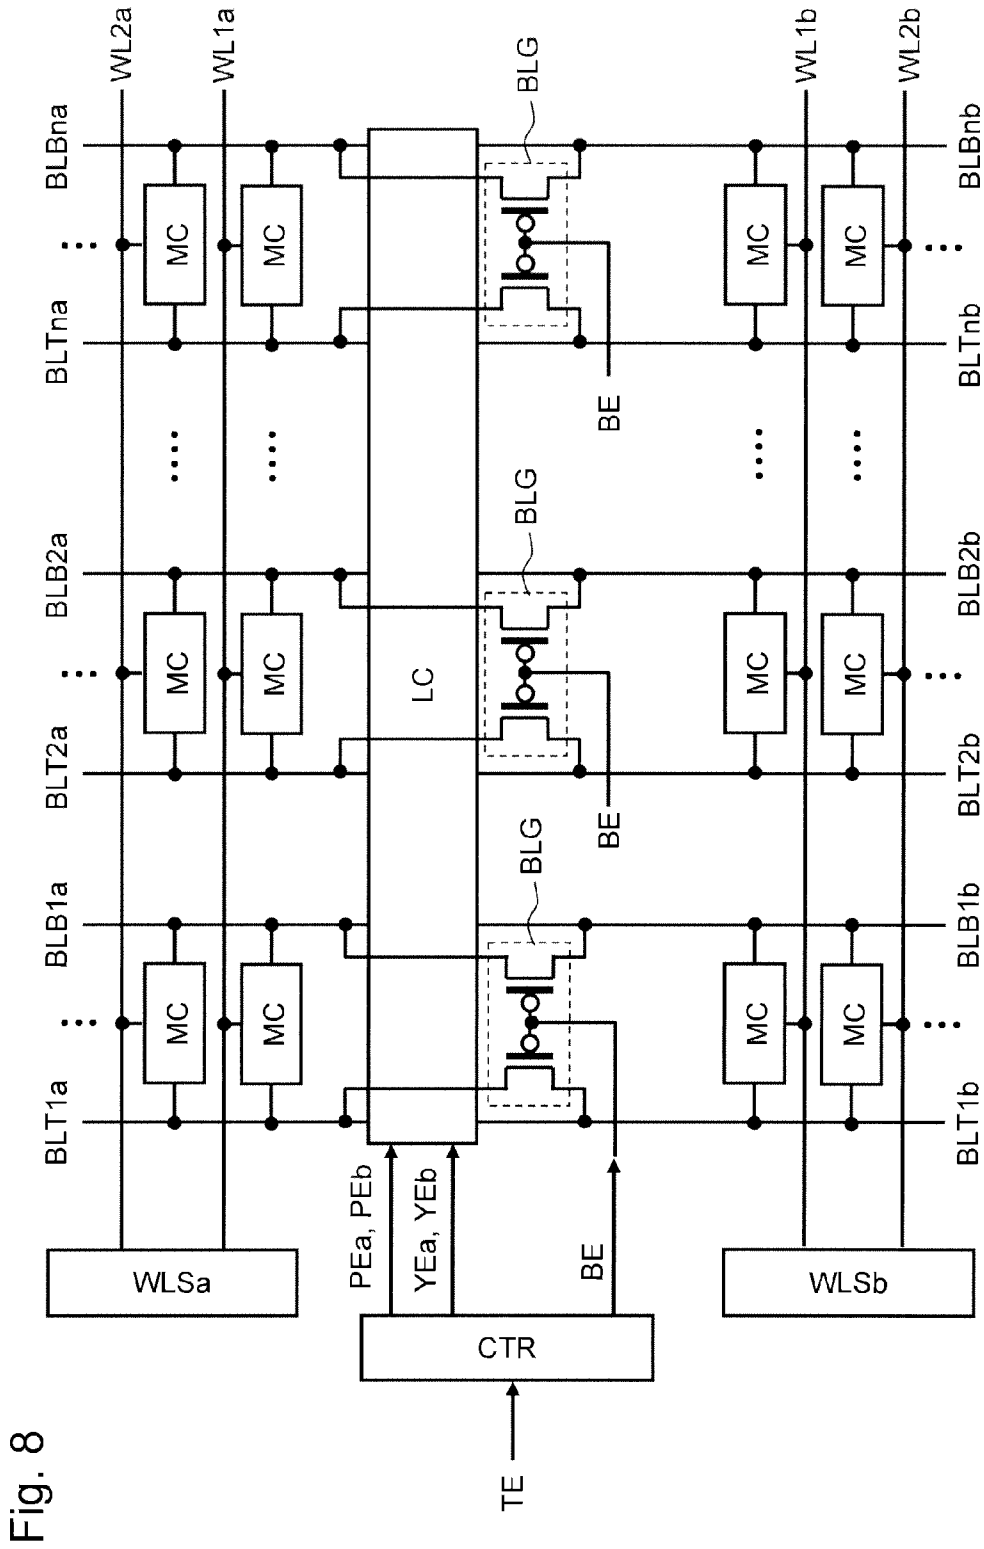 Fig. 8
WL2a
WL1a
WL1b
WL2b
BLBna
BLG
BLBnb
MC
MC
MC
MC
BLTna
BE
BLTnb
....
....
....
....
BLB2a
BLG
BLB2b
MC
MC
LC
MC
MC
BLT2a
BE
BLT2b
BLB1a
BLG
BLB1b
MC
MC
MC
MC
BLT1a
BLT1b
PEa, PEb
YEa, YEb
BE
WLSa
WLSb
CTR
TE